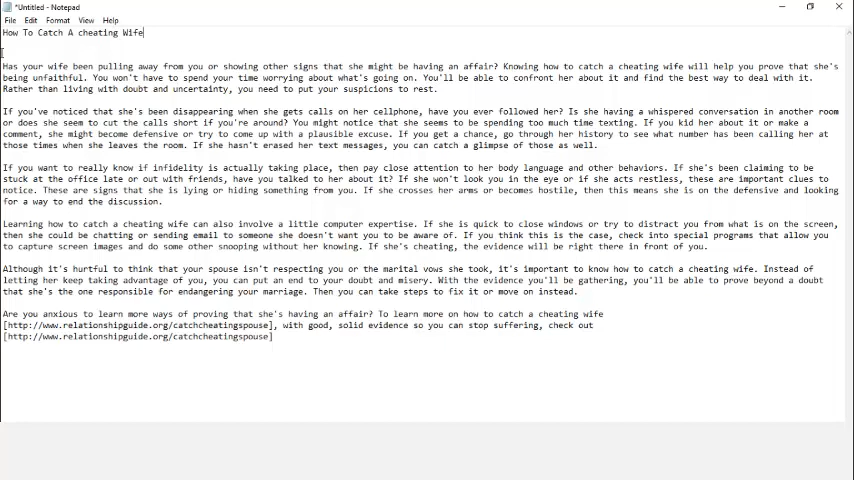 *Untitled - Notepad
File Edit Format View Help
How To Catch A cheating Wife
Has your wife been pulling away from you or showing other signs that she might be having an affair? Knowing how to catch a cheating wife will help you prove that she's
being unfaithful. You won't have to spend your time worrying about what's going on. You'll be able to confront her about it and find the best way to deal with it.
Rather than living with doubt and uncertainty, you need to put your suspicions to rest.
If you've noticed that she's been disappearing when she gets calls on her cellphone, have you ever followed her? Is she having a whispered conversation in another room
or does she seem to cut the calls short if you're around? You might notice that she seems to be spending too much time texting. If you kid her about it or make a
comment, she might become defensive or try to come up with a plausible excuse. If you get a chance, go through her history to see what number has been calling her at
those times when she leaves the room. If she hasn't erased her text messages, you can catch a glimpse of those as well.
If you want to really know if infidelity is actually taking place, then pay close attention to her body language and other behaviors. If she's been claiming to be
stuck at the office late or out with friends, have you talked to her about it? If she won't look you in the eye or if she acts restless, these are important clues to
notice. These are signs that she is lying or hiding something from you. If she crosses her arms or becomes hostile, then this means she is on the defensive and looking
for a way to end the discussion.
Learning how to catch a cheating wife can also involve a little computer expertise. If she is quick to close windows or try to distract you from what is on the screen,
then she could be chatting or sending email to someone she doesn't want you to be aware of. If you think this is the case, check into special programs that allow you
to capture screen images and do some other snooping without her knowing. If she's cheating, the evidence will be right there in front of you.
Although it's hurtful to think that your spouse isn't respecting you or the marital vows she took, it's important to know how to catch a cheating wife. Instead of
letting her keep taking advantage of you, you can put an end to your doubt and misery. With the evidence you'll be gathering, you'll be able to prove beyond a doubt
that she's the one responsible for endangering your marriage. Then you can take steps to fix it or move on instead.
Are you anxious to learn more ways of proving that she's having an affair? To learn more on how to catch a cheating wife
[http://www.relationshipguide.org/catchcheatingspouse], with good, solid evidence so you can stop suffering, check out
[http://www.relationshipguide.org/catchcheatingspouse]